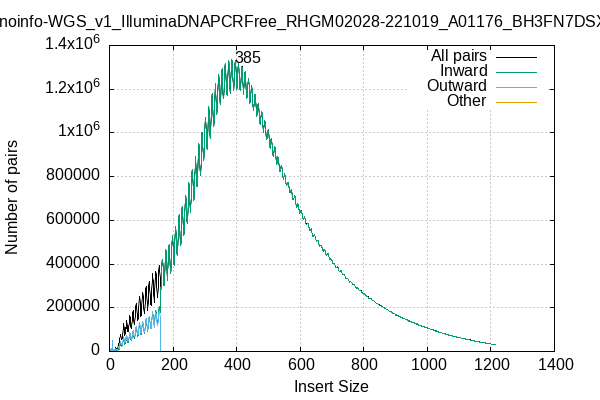 noinfo-WGS_v1_IlluminaDNAPCRFree_RHGM02028-221019_A01176_BH3FN7DSX
1.4x10^6
1.2x10^6
1x10^6
800000
600000
400000
200000
0
Number of pairs
385
All pairs
Inward
Outward
Other
0 200 400 600 800 1000 1200 1400
Insert Size